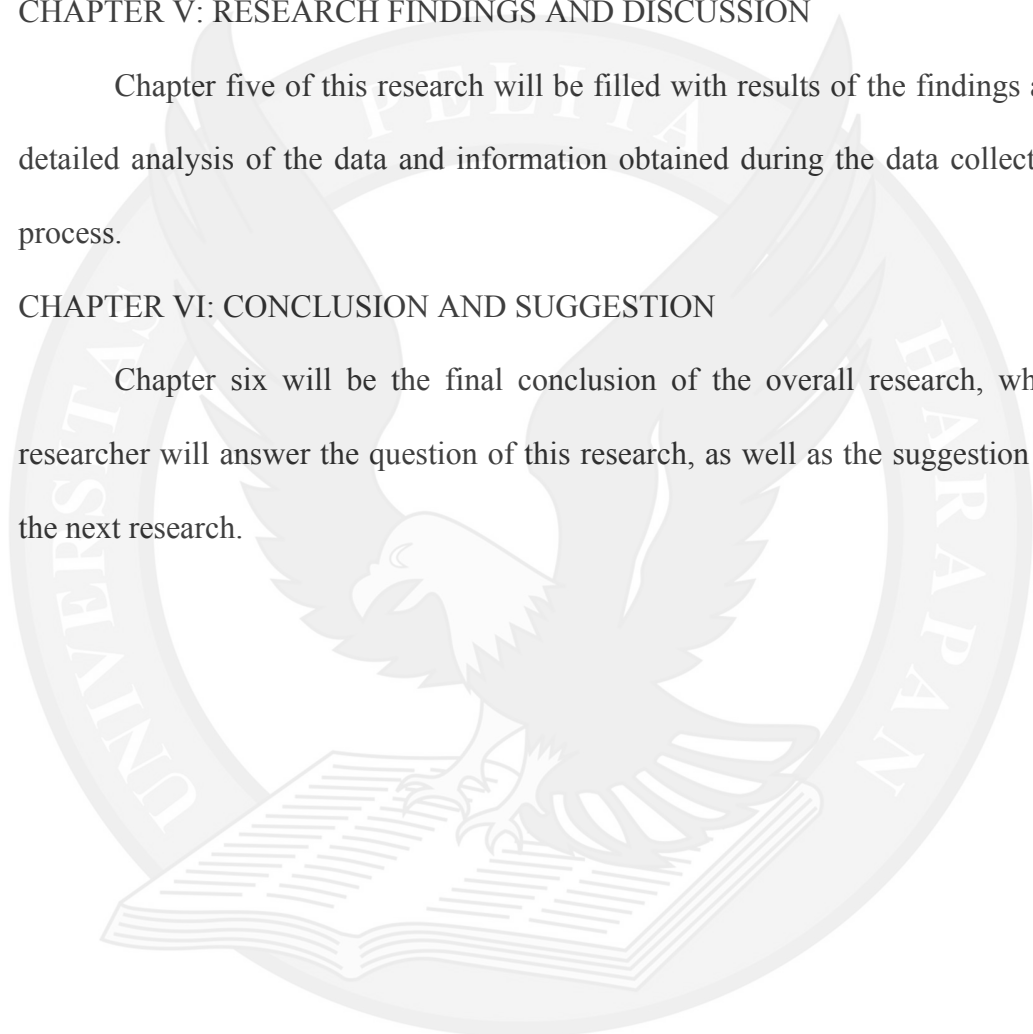 CHAPTER V: RESEARCH FINDINGS AND DISCUSSION
Chapter five of this research will be filled with results of the findings
detailed analysis of the data and information obtained during the data
process.
CHAPTER VI: CONCLUSION AND SUGGESTION
Chapter six will be the final conclusion of the overall research,
researcher will answer the question of this research, as well as the suggestion
the next research.
UNIVERSITAS PELITA HARAPAN